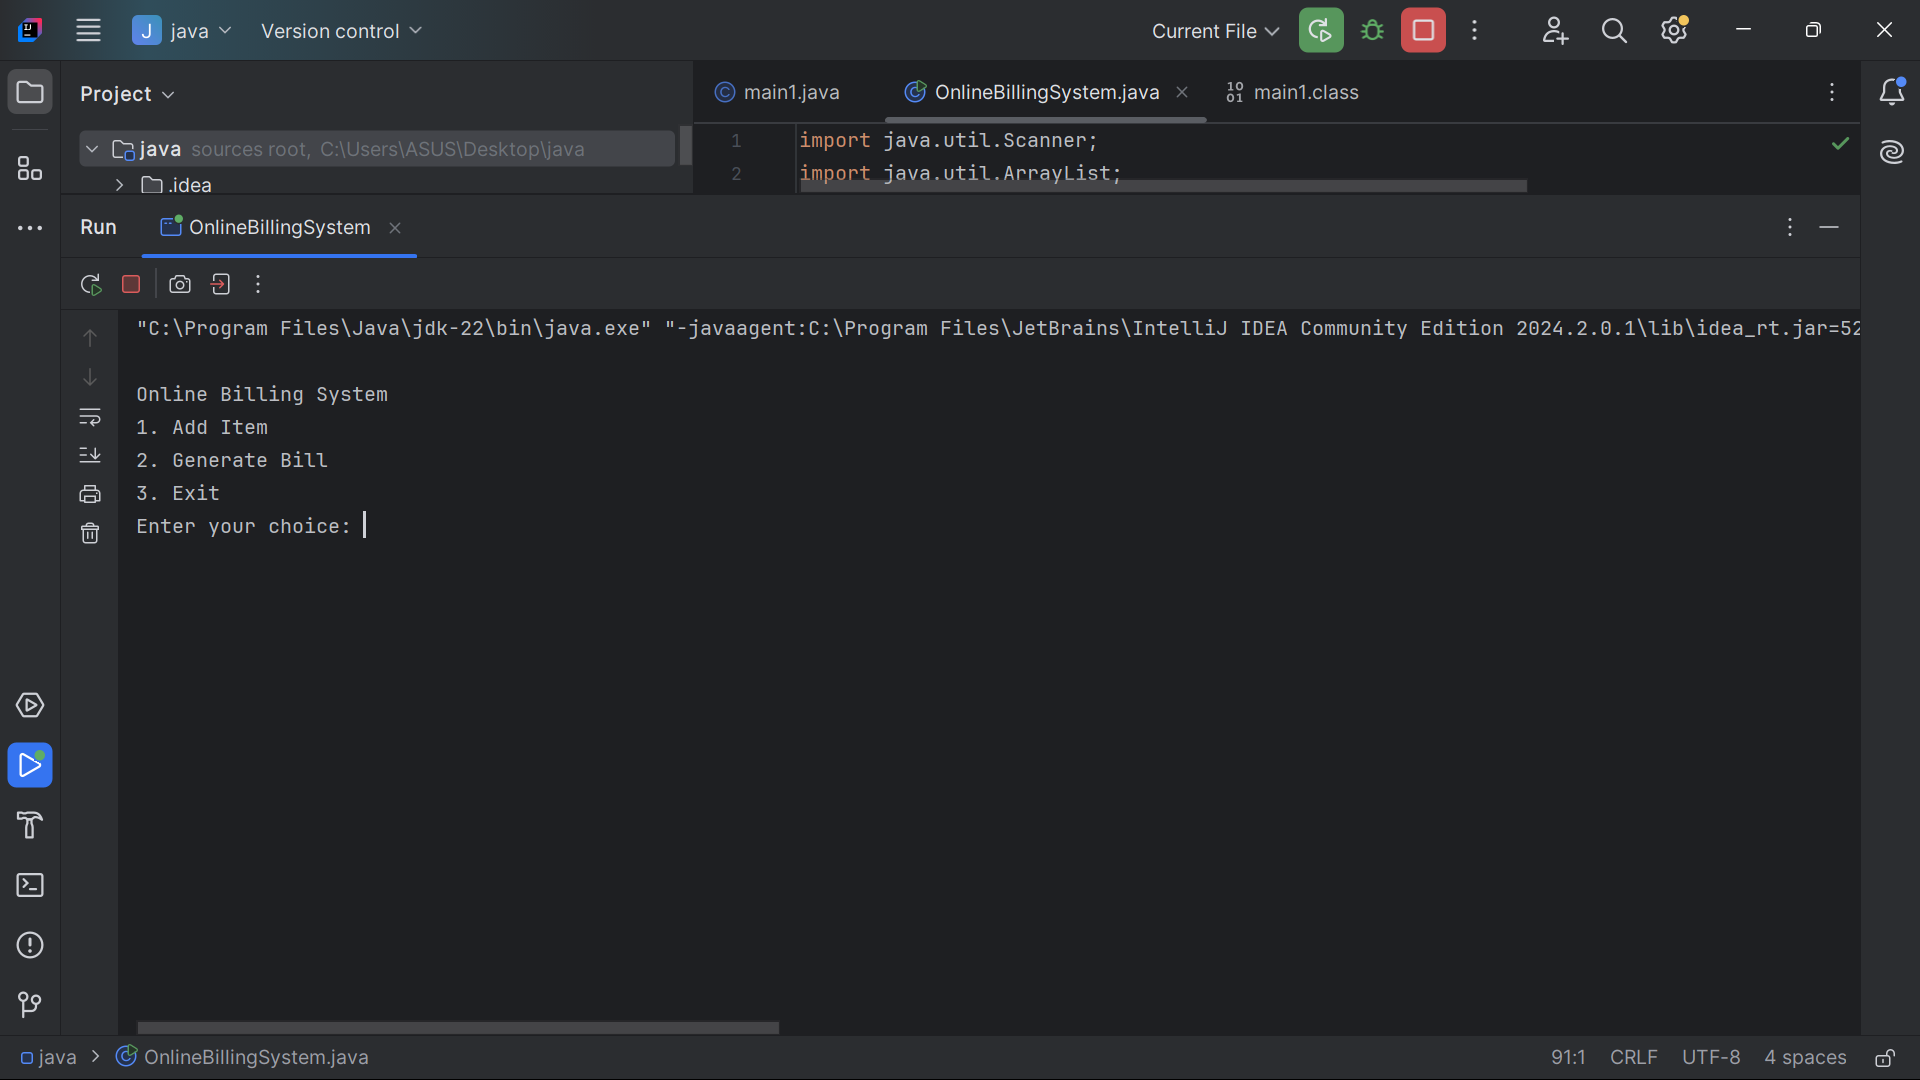 J java Version control Current File
Project
main1.java OnlineBillingSystem.java main1.class
java sources root, C:\Users\ASUS\Desktop\java
.idea
1 import java.util.Scanner;
2 import java.util.ArrayList;
Run OnlineBillingSystem
"C:\Program Files\Java\jdk-22\bin\java.exe" "-javaagent:C:\Program Files\JetBrains\IntelliJ IDEA Community Edition 2024.2.0.1\lib\idea_rt.jar=52
Online Billing System
1. Add Item
2. Generate Bill
3. Exit
Enter your choice:
java > OnlineBillingSystem.java 91:1 CRLF UTF-8 4 spaces